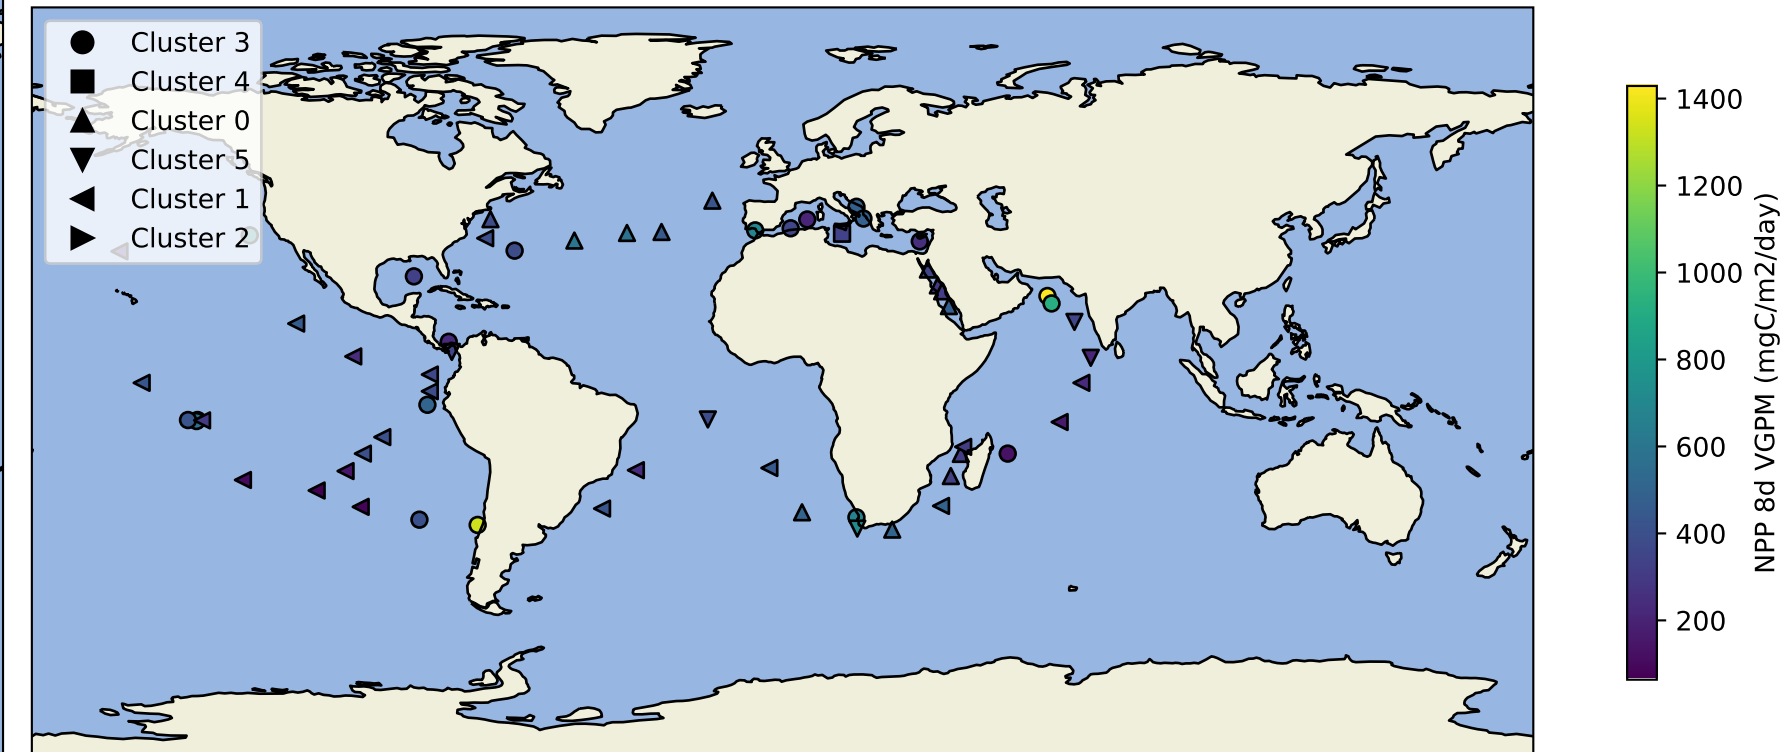 Cluster 3
Cluster 4
Cluster 0
Cluster 5
Cluster 1
Cluster 2
1400
1200
1000
800
600
400
200
NPP 8d VGPM (mgC/m2/day)